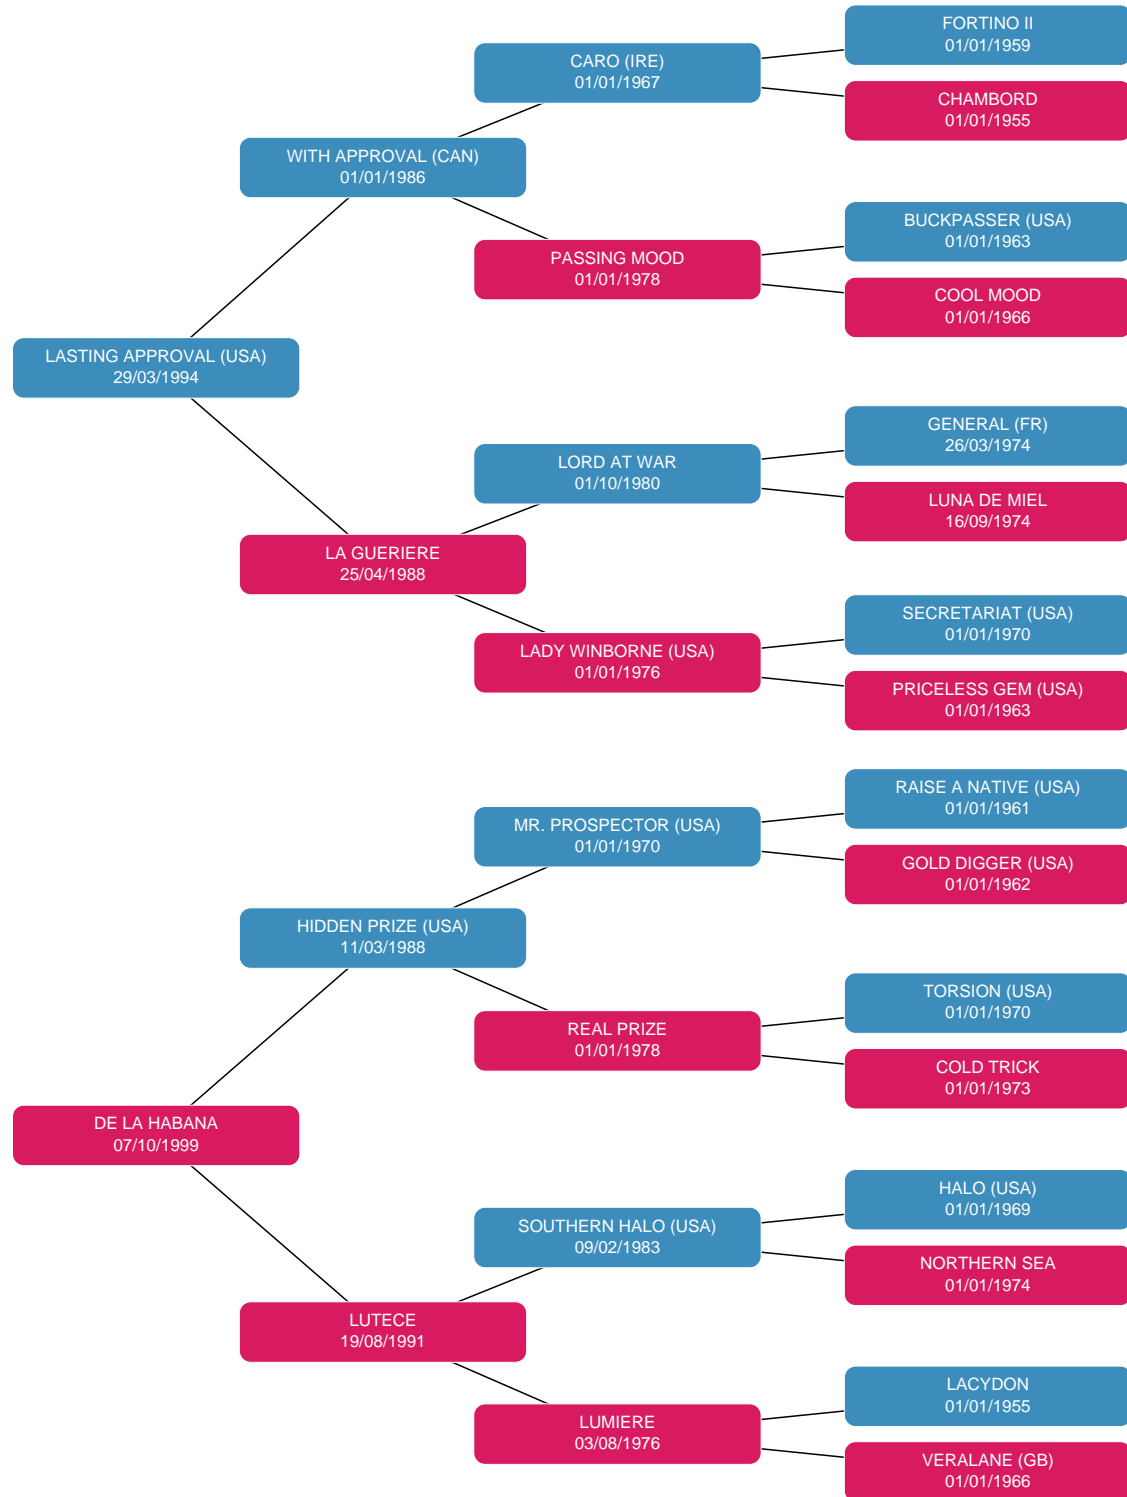 FORTINO II
01/01/1959
CARO (IRE)
01/01/1967
CHAMBORD
01/01/1955
WITH APPROVAL (CAN)
01/01/1986
BUCKPASSER (USA)
01/01/1963
PASSING MOOD
01/01/1978
COOL MOOD
01/01/1966
LASTING APPROVAL (USA)
29/03/1994
GENERAL (FR)
26/03/1974
LORD AT WAR
01/10/1980
LUNA DE MIEL
16/09/1974
LA GUERIERE
25/04/1988
SECRETARIAT (USA)
01/01/1970
LADY WINBORNE (USA)
01/01/1976
PRICELESS GEM (USA)
01/01/1963
RAISE A NATIVE (USA)
01/01/1961
MR. PROSPECTOR (USA)
01/01/1970
GOLD DIGGER (USA)
01/01/1962
HIDDEN PRIZE (USA)
11/03/1988
TORSION (USA)
01/01/1970
REAL PRIZE
01/01/1978
COLD TRICK
01/01/1973
DE LA HABANA
07/10/1999
HALO (USA)
01/01/1969
SOUTHERN HALO (USA)
09/02/1983
NORTHERN SEA
01/01/1974
LUTECE
19/08/1991
LACYDON
01/01/1955
LUMIERE
03/08/1976
VERALANE (GB)
01/01/1966